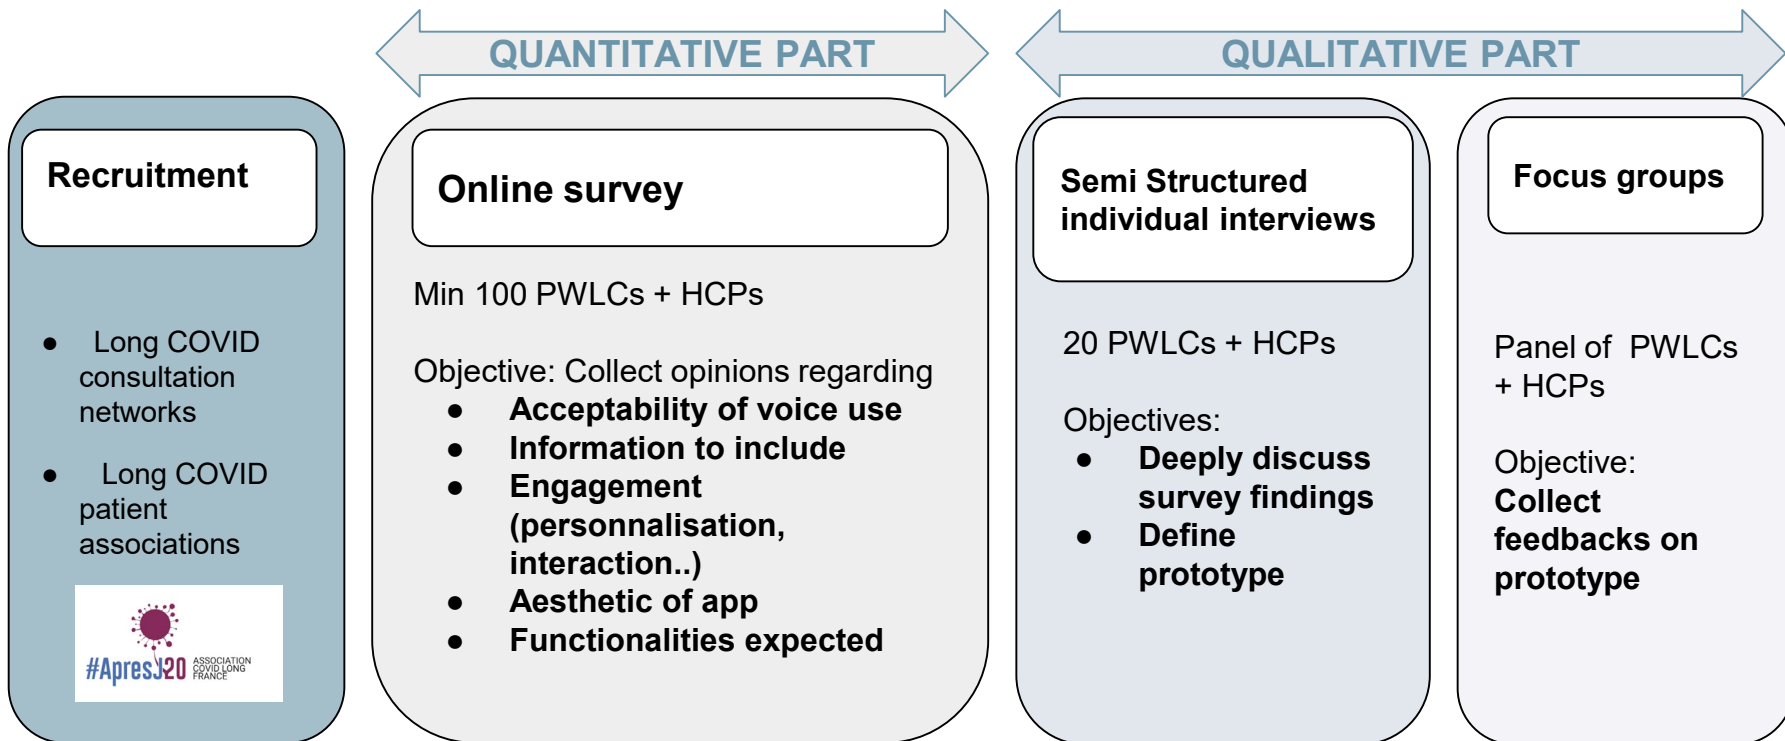 QUANTITATIVE PART
QUALITATIVE PART
Recruitment
● Long COVID
consultation
networks
● Long COVID
patient
associations
#ApresJ20
ASSOCIATION
COVID LONG
FRANCE
Online survey
Min 100 PWLCs + HCPs
Objective: Collect opinions regarding
● Acceptability of voice use
● Information to include
● Engagement
(personnalisation,
interaction..)
● Aesthetic of app
● Functionalities expected
Semi Structured
individual interviews
20 PWLCs + HCPs
Objectives:
● Deeply discuss
survey findings
● Define
prototype
Focus groups
Panel of PWLCs
+ HCPs
Objective:
Collect
feedbacks on
prototype